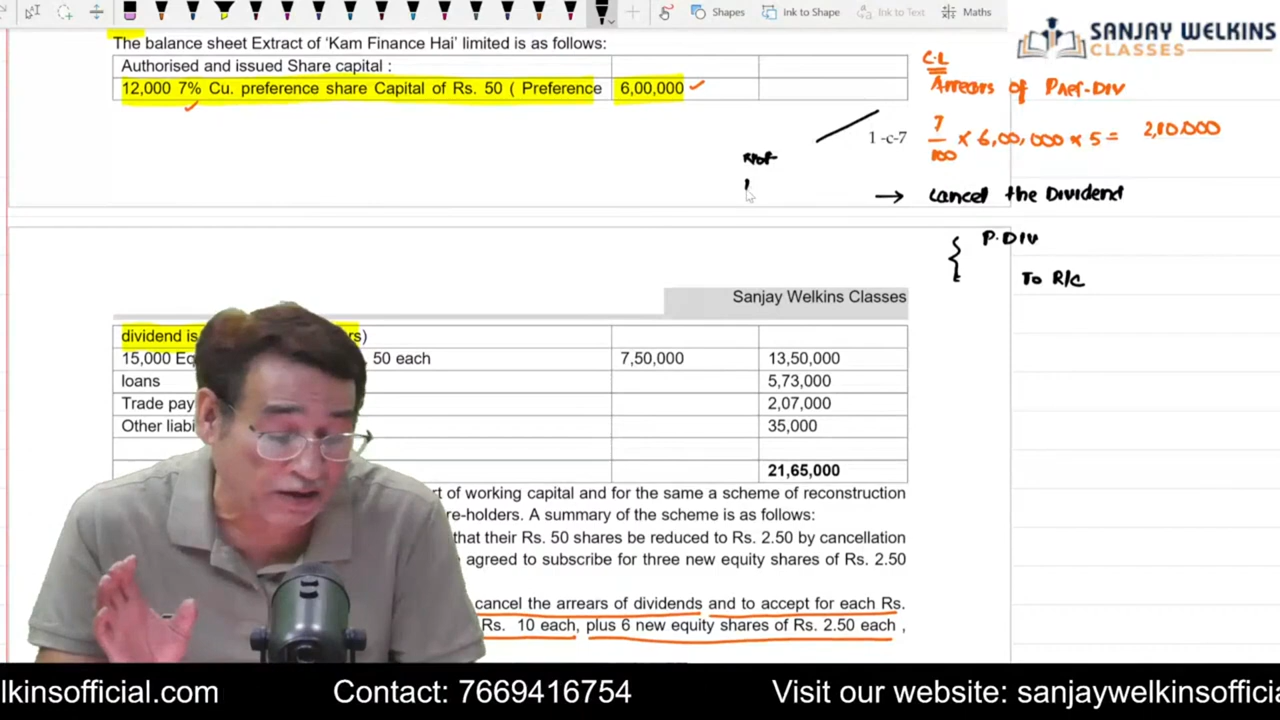 Shapes
Ink to Shape
Ink to Text
Maths
SANJAY WELKINS
CLASSES
The balance sheet Extract of 'Kam Finance Hai' limited is as follows:
Authorised and issued Share capital :
12,000 7% Cu. preference share Capital of Rs. 50 ( Preference 6,00,000
C.L
Arrears of Pref-DIV
7/100 × 6,00,000 × 5 = 2,10,000
1 -c-7
→ Cancel the Dividend
P.DIV
To R/C
Sanjay Welkins Classes
dividend is
15,000 50 each 7,50,000 13,50,000
loans 5,73,000
Trade 2,07,000
Other 35,000
21,65,000
of working capital and for the same a scheme of reconstruction
A summary of the scheme is as follows:
that their Rs. 50 shares be reduced to Rs. 2.50 by cancellation
agreed to subscribe for three new equity shares of Rs. 2.50
cancel the arrears of dividends and to accept for each Rs.
Rs. 10 each, plus 6 new equity shares of Rs. 2.50 each ,
elkinsofficial.com Contact: 7669416754 Visit our website: sanjaywelkinsofficia